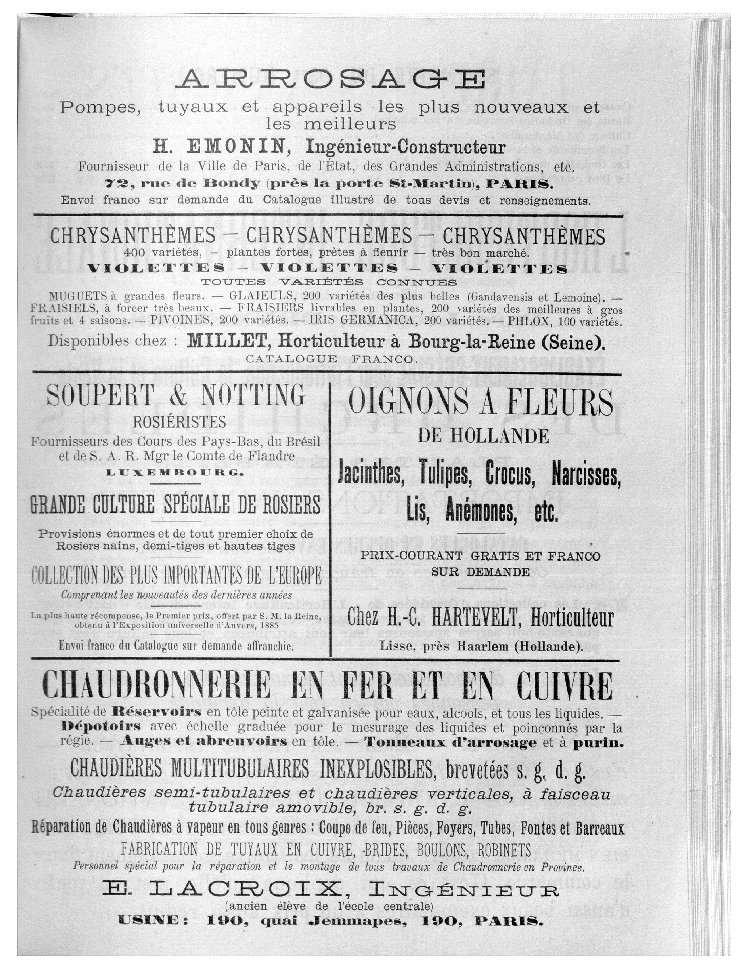 ARROSAGE
Pompes, tuyaux et appareils les plus nouveaux et
les meilleurs
H. EMONIN, Ingénieur-Constructeur
Fournisseur de la Ville de Paris, de l'État, des Grandes Administrations, etc.
72, rue de Bondy (près la porte St-Martin), PARIS.
Envoi franco sur demande du Catalogue illustré de tous devis et renseignements.
CHRYSANTHÈMES — CHRYSANTHÈMES — CHRYSANTHÈMES
400 variétés, — plantes fortes, prêtes à fleurir — très bon marché.
VIOLETTES — VIOLETTES — VIOLETTES
TOUTES VARIÉTÉS CONNUES
MUGUETS à grandes fleurs. — GLAIEULS, 200 variétés des plus belles (Gandavensis et Lemoine). —
FRAISIELS, à forcer très beaux. — FRAISIERS livrables en plantes, 200 variétés des meilleures à gros
fruits et 4 saisons. — PIVOINES, 200 variétés. — IRIS GERMANICA, 200 variétés. — PHLOX, 100 variétés.
Disponibles chez : MILLET, Horticulteur à Bourg-la-Reine (Seine).
CATALOGUE FRANCO.
SOUPERT & NOTTING
ROSIÉRISTES
Fournisseurs des Cours des Pays-Bas, du Brésil
et de S. A. R. Mgr le Comte de Flandre
LUXEMBOURG.
GRANDE CULTURE SPÉCIALE DE ROSIERS
Provisions énormes et de tout premier choix de
Rosiers nains, demi-tiges et hautes tiges
COLLECTION DES PLUS IMPORTANTES DE L'EUROPE
Comprenant les nouveautés des dernières années
La plus haute récompense, le Premier prix, offert par S. M. la Reine,
obtenu à l'Exposition universelle d'Anvers, 1885
Envoi franco du Catalogue sur demande affranchie.
OIGNONS A FLEURS
DE HOLLANDE
Jacinthes, Tulipes, Crocus, Narcisses,
Lis, Anémones, etc.
PRIX-COURANT GRATIS ET FRANCO
SUR DEMANDE
Chez H.-C. HARTEVELT, Horticulteur
Lisse, près Haarlem (Hollande).
CHAUDRONNERIE EN FER ET EN CUIVRE
Spécialité de Réservoirs en tôle peinte et galvanisée pour eaux, alcools, et tous les liquides. —
Dépotoirs avec échelle graduée pour le mesurage des liquides et poinçonnés par la
régie. — Auges et abreuvoirs en tôle. — Tonneaux d'arrosage et à purin.
CHAUDIÈRES MULTITUBULAIRES INEXPLOSIBLES, brevetées s. g. d. g.
Chaudières semi-tubulaires et chaudières verticales, à faisceau
tubulaire amovible, br. s. g. d. g.
Réparation de Chaudières à vapeur en tous genres : Coupe de feu, Pièces, Foyers, Tubes, Fontes et Barreaux
FABRICATION DE TUYAUX EN CUIVRE, BRIDES, BOULONS, ROBINETS
Personnel spécial pour la réparation et le montage de tous travaux de Chaudronnerie en Province.
E. LACROIX, INGÉNIEUR
(ancien élève de l'école centrale)
USINE : 190, quai Jemmapes, 190, PARIS.